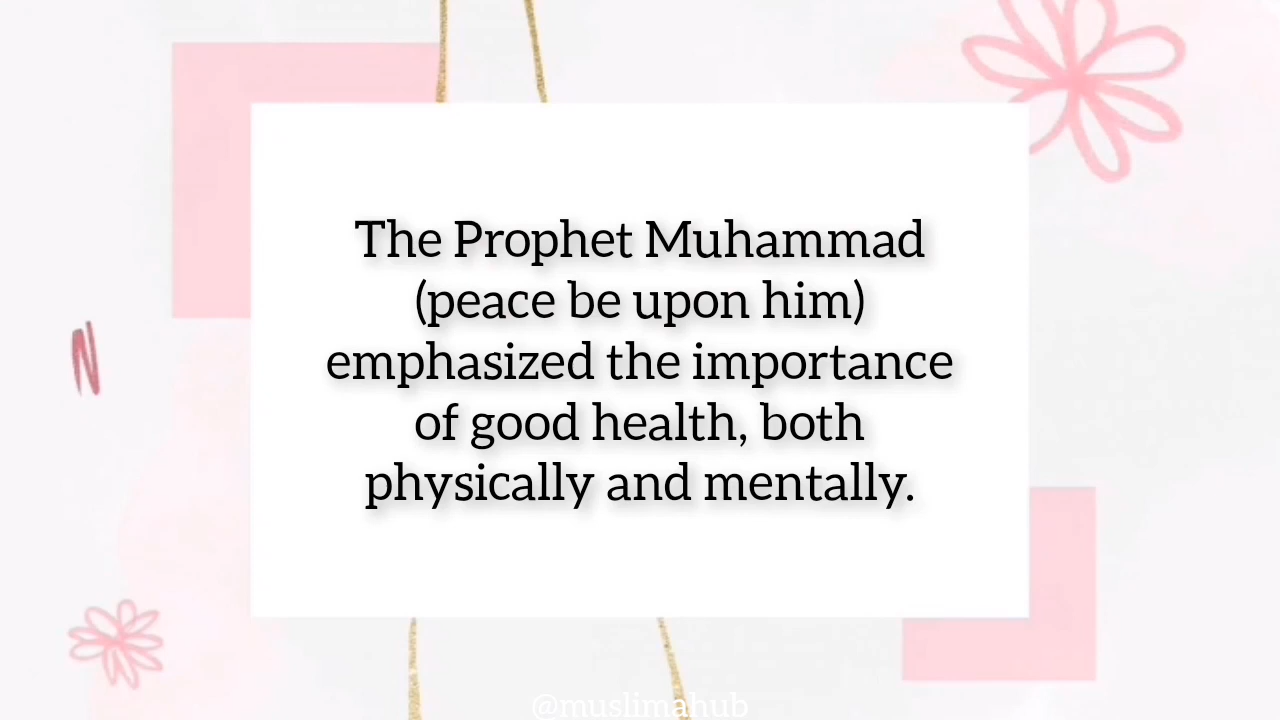 The Prophet Muhammad
(peace be upon him)
emphasized the importance
of good health, both
physically and mentally.
@muslimahub